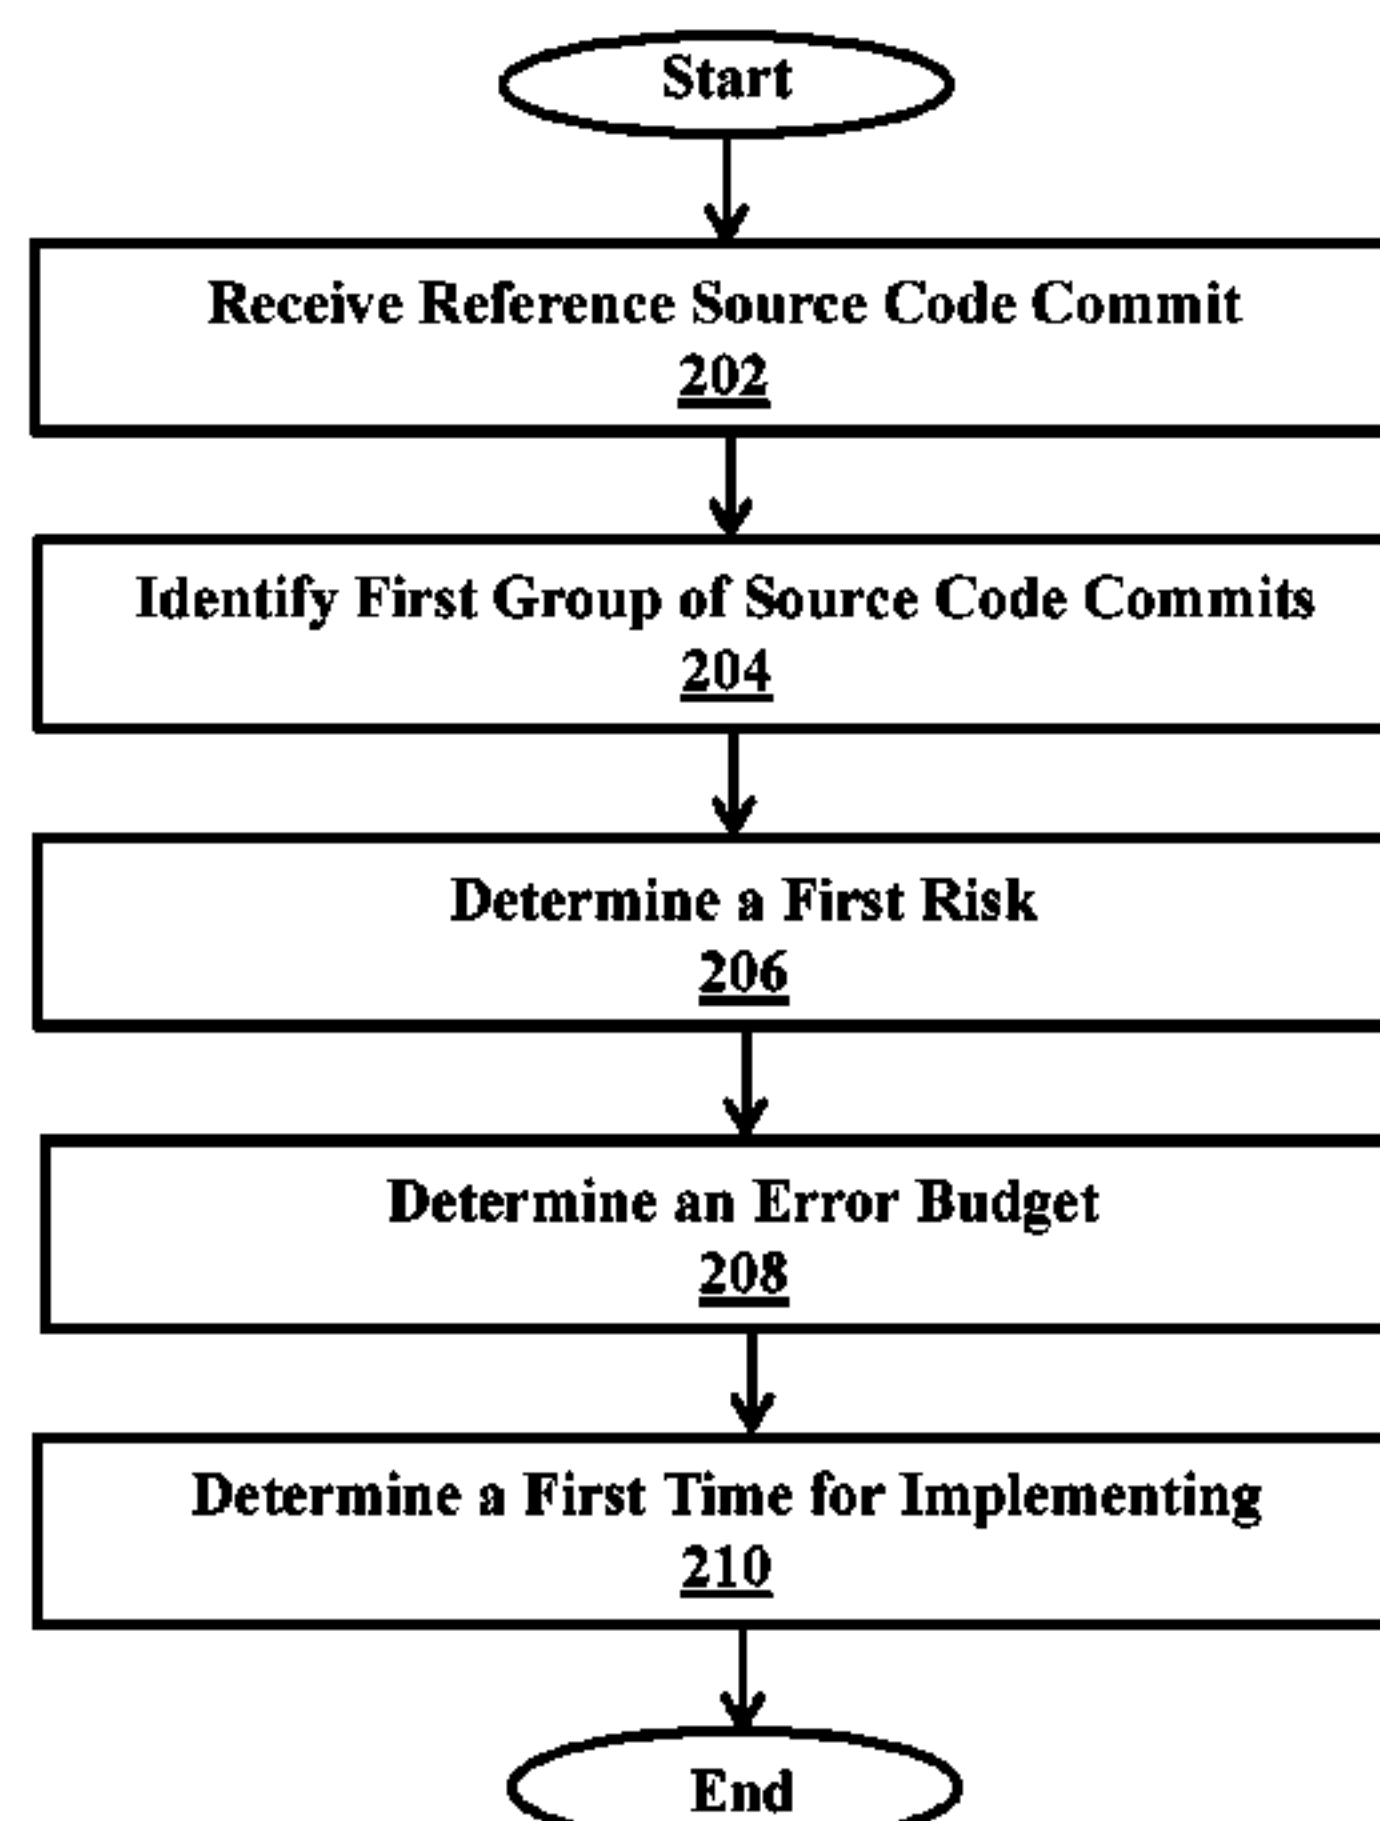 Start
Receive Reference Source Code Commit
202
Identify First Group of Source Code Commits
204
Determine a First Risk
206
Determine an Error Budget
208
Determine a First Time for Implementing
210
End